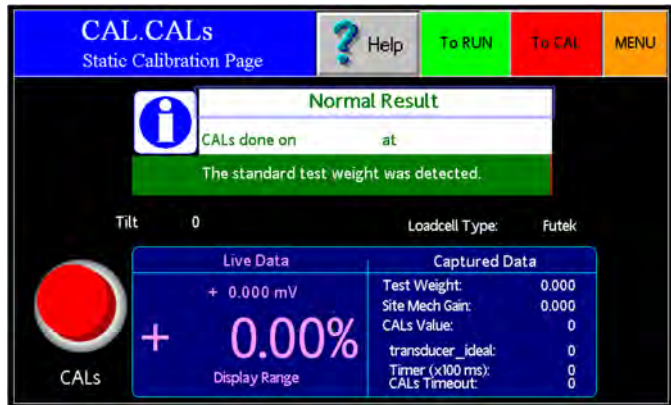 CAL.CALs
Static Calibration Page
Help
To RUN
To CAL
MENU
i
Normal Result
CALs done on at
The standard test weight was detected.
Tilt 0
Loadcell Type: Futek
Live Data
+ 0.000 mV
+ 0.00%
Display Range
Captured Data
Test Weight: 0.000
Site Mech Gain: 0.000
CALs Value: 0
transducer_ideal: 0
Timer (x100 ms): 0
CALs Timeout: 0
CALs